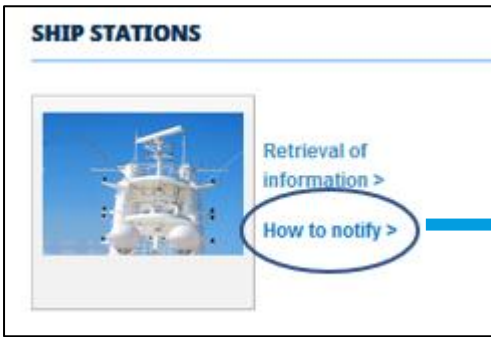 SHIP STATIONS
Retrieval of
information >
How to notify >